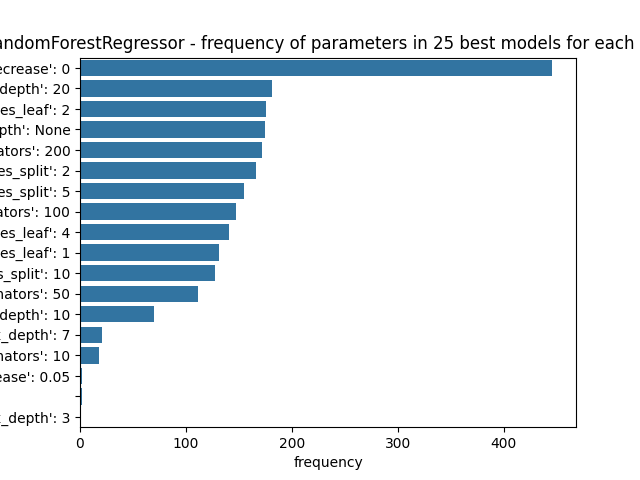 andomForestRegressor - frequency of parameters in 25 best models for each
ecrease': 0
depth': 20
es_leaf': 2
pth': None
ators': 200
es_split': 2
es_split': 5
ators': 100
es_leaf': 4
es_leaf': 1
s_split': 10
nators': 50
depth': 10
_depth': 7
nators': 10
ease': 0.05
_depth': 3
0 100 200 300 400
frequency